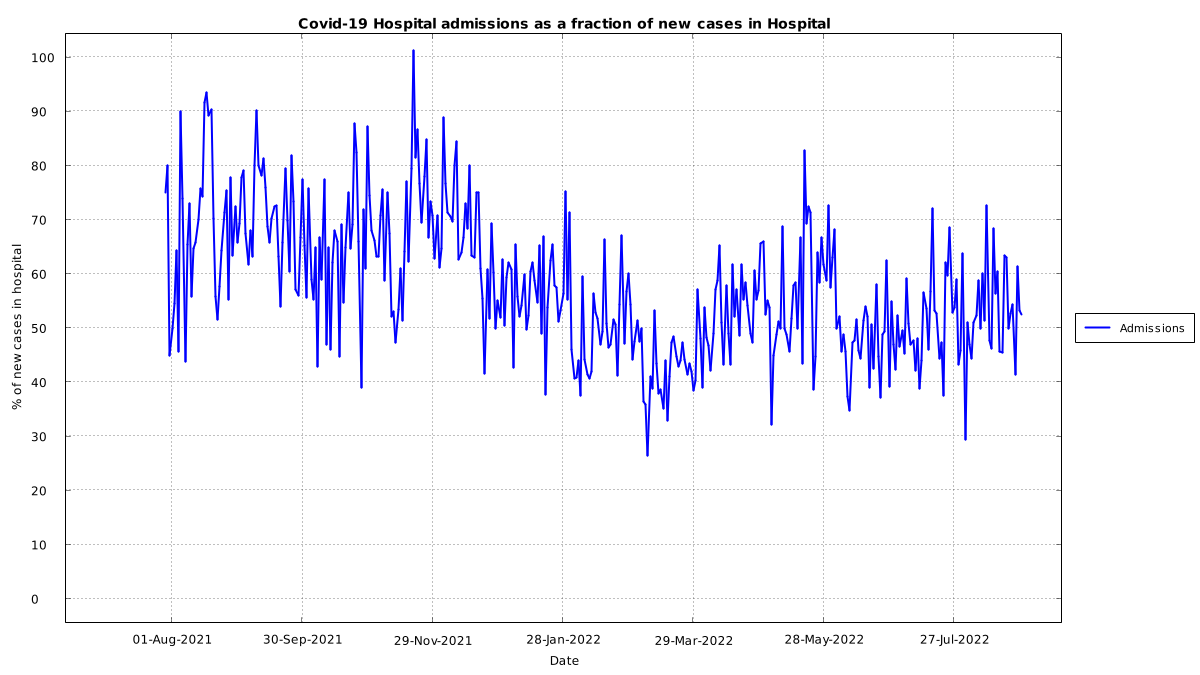 Covid-19 Hospital admissions as a fraction of new cases in Hospital
100
90
80
70
60
50
40
30
20
10
0
% of new cases in hospital
01-Aug-2021 30-Sep-2021 29-Nov-2021 28-Jan-2022 29-Mar-2022 28-May-2022 27-Jul-2022
Date
Admissions